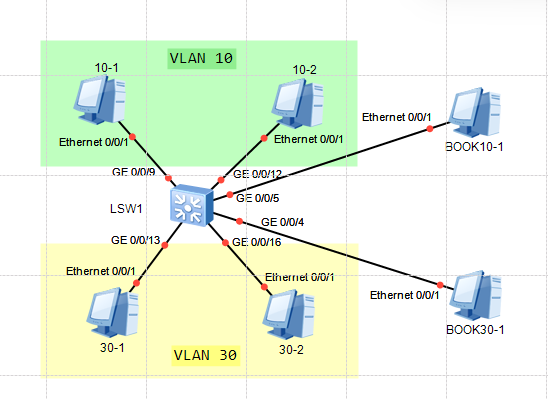 VLAN 10
10-1
10-2
Ethernet 0/0/1
BOOK10-1
Ethernet 0/0/1
Ethernet 0/0/1
GE 0/0/9
GE 0/0/12
GE 0/0/5
LSW1
GE 0/0/4
GE 0/0/13
GE 0/0/16
Ethernet 0/0/1
Ethernet 0/0/1
Ethernet 0/0/1
BOOK30-1
30-1
VLAN 30
30-2